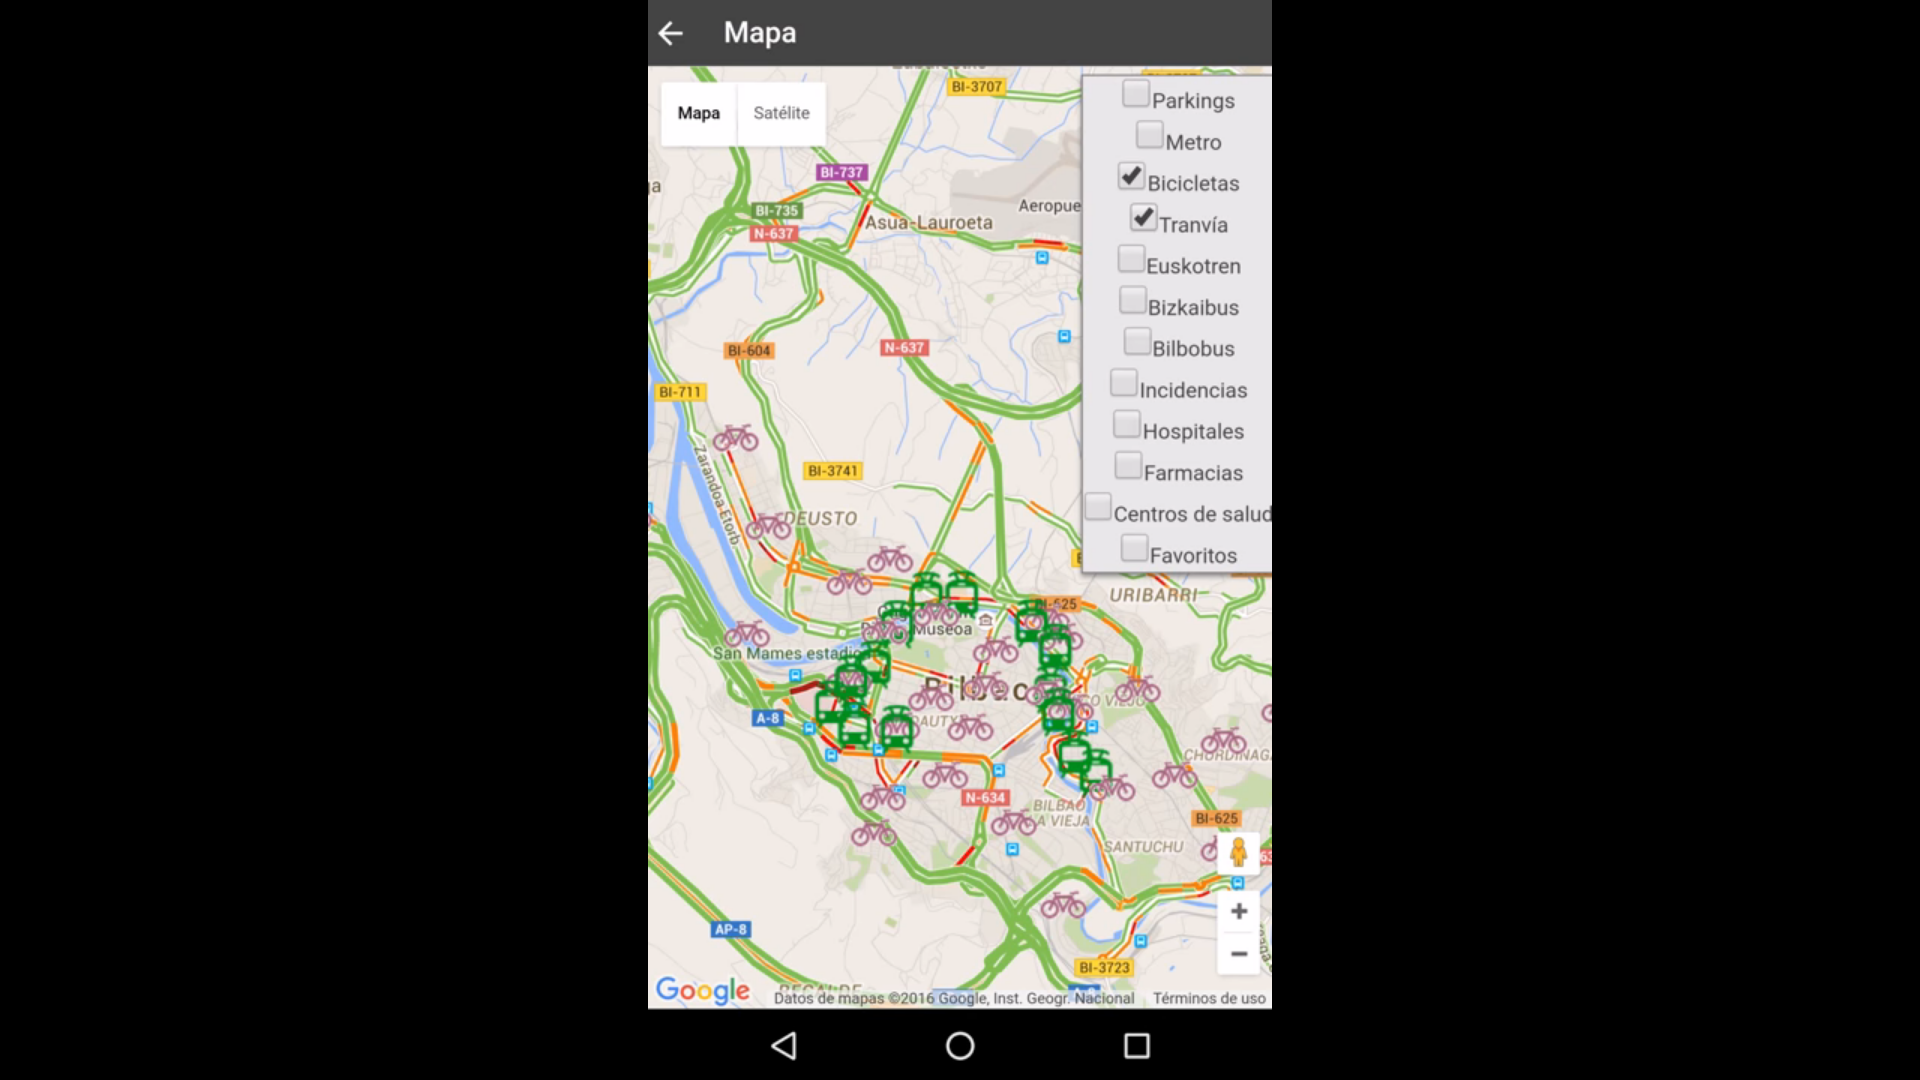 Mapa
BI-3707
Mapa
Satélite
Parkings
Metro
BI-737
Bicicletas
BI-735
Asua-Lauroeta
Tranvía
N-637
Euskotren
Bizkaibus
BI-604
N-637
Bilbobus
BI-711
Incidencias
Hospitales
BI-3741
Farmacias
Zarandoa Etorb.
DEUSTO
Centros de salud
Favoritos
URIBARRI
BI-625
Museoa
San Mames estadio
Bilbao
A-8
N-634
BILBAO
LA VIEJA
BI-625
SANTUCHU
AP-8
BI-3723
Google
Datos de mapas ©2016 Google, Inst. Geogr. Nacional
Términos de uso